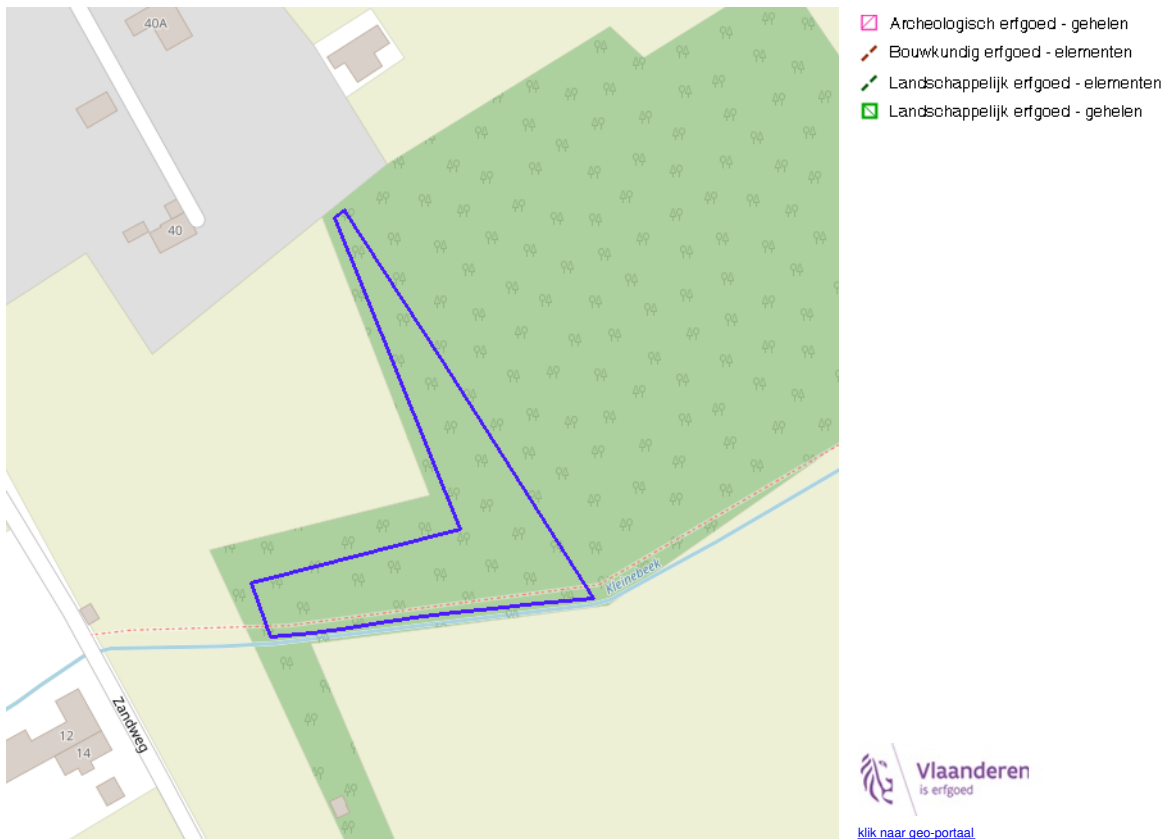 40A
40
Kleinebeek
Zandweg
12
14
Archeologisch erfgoed - gehelen
Bouwkundig erfgoed - elementen
Landschappelijk erfgoed - elementen
Landschappelijk erfgoed - gehelen
Vlaanderen
is erfgoed
klik naar geo-portaal